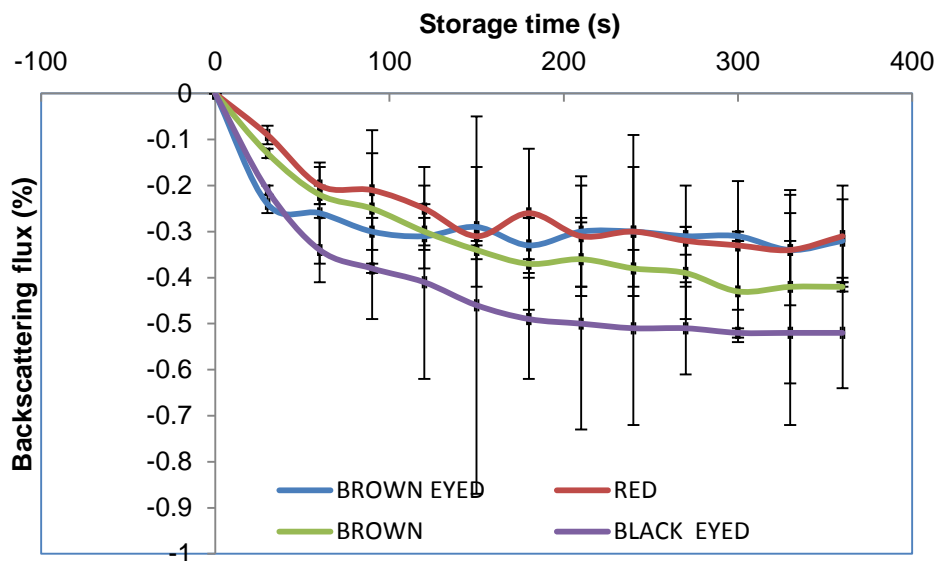 Storage time (s)
-100 0 100 200 300 400
0
-0.1
-0.2
-0.3
-0.4
-0.5
-0.6
-0.7
-0.8
-0.9
-1
Backscattering flux (%)
BROWN EYED RED
BROWN BLACK EYED